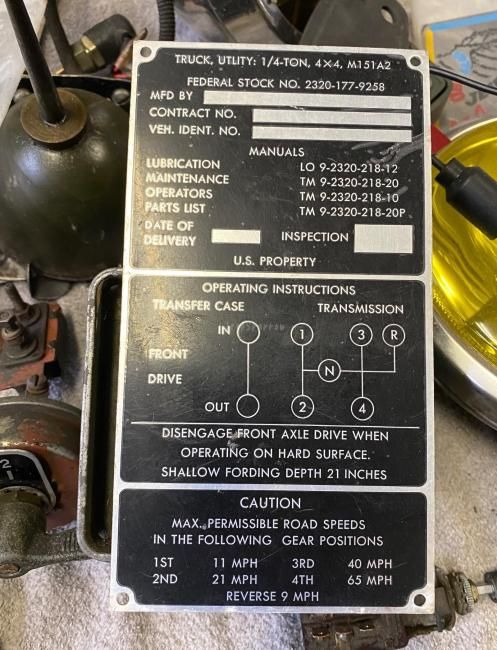 TRUCK, UTLITY: 1/4-TON, 4X4, M151A2
FEDERAL STOCK NO. 2320-177-9258
MFD BY
CONTRACT NO.
VEH. IDENT. NO.
MANUALS
LUBRICATION LO 9-2320-218-12
MAINTENANCE TM 9-2320-218-20
OPERATORS TM 9-2320-218-10
PARTS LIST TM 9-2320-218-20P
DATE OF
DELIVERY INSPECTION
U.S. PROPERTY
OPERATING INSTRUCTIONS
TRANSFER CASE TRANSMISSION
IN 1 3 R
FRONT
N
DRIVE
OUT 2 4
DISENGAGE FRONT AXLE DRIVE WHEN
OPERATING ON HARD SURFACE.
SHALLOW FORDING DEPTH 21 INCHES
CAUTION
MAX. PERMISSIBLE ROAD SPEEDS
IN THE FOLLOWING GEAR POSITIONS
1ST 11 MPH 3RD 40 MPH
2ND 21 MPH 4TH 65 MPH
REVERSE 9 MPH
2
1